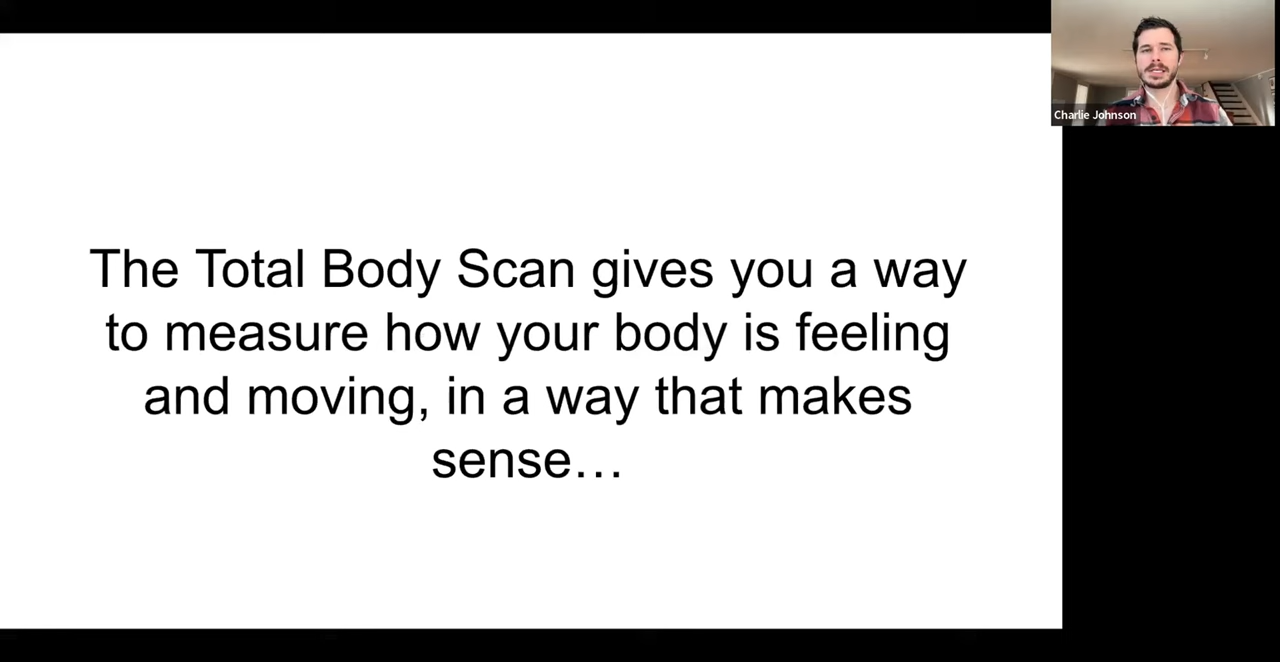 Charlie Johnson
The Total Body Scan gives you a way
to measure how your body is feeling
and moving, in a way that makes
sense…